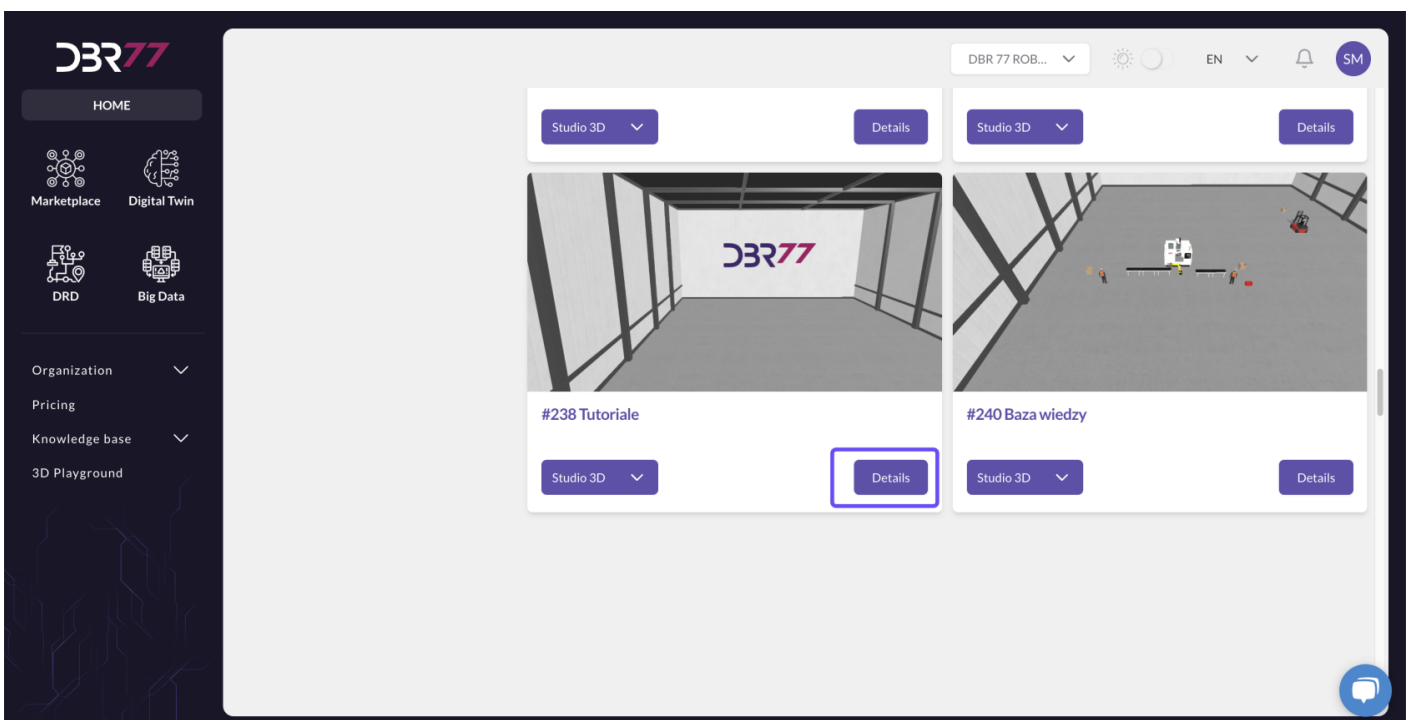 DBR77
DBR 77 ROB...
EN
SM
HOME
Marketplace
Digital Twin
DRD
Big Data
Organization
Pricing
Knowledge base
3D Playground
Studio 3D
Details
Studio 3D
Details
DBR77
#238 Tutoriale
#240 Baza wiedzy
Studio 3D
Details
Studio 3D
Details